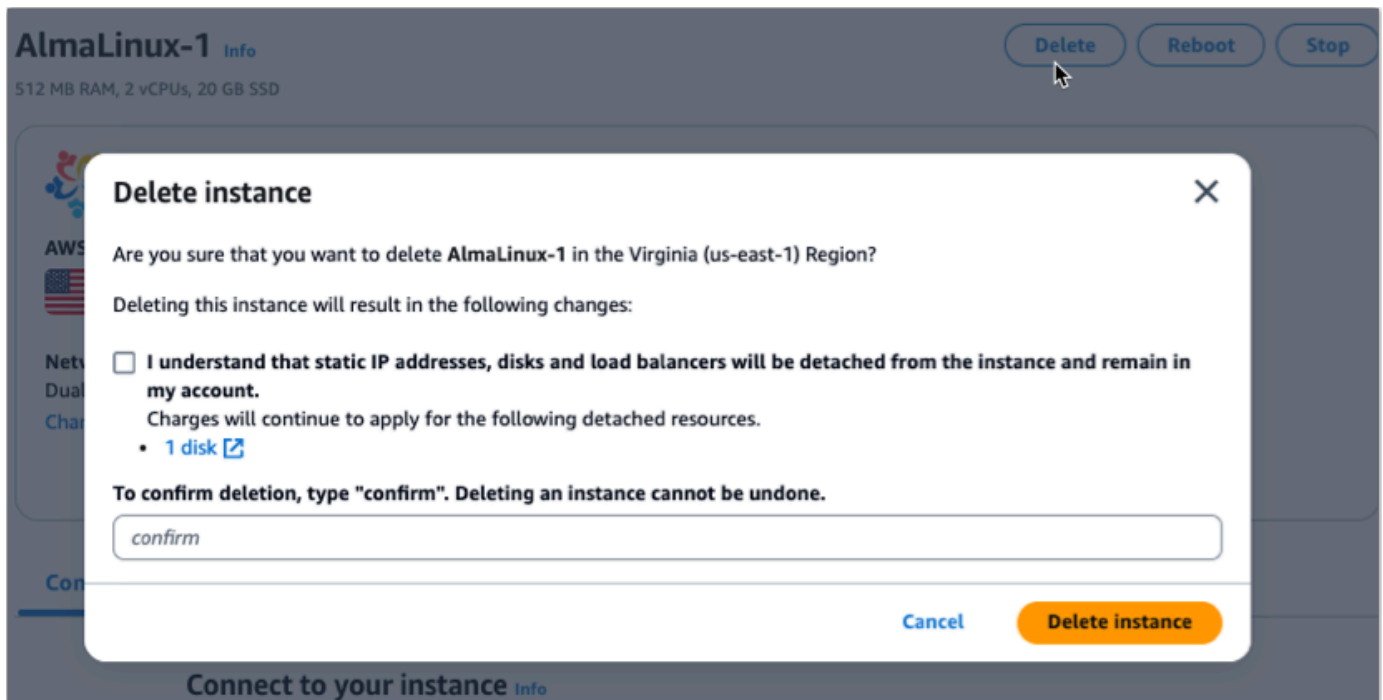 AlmaLinux-1 Info
Delete
Reboot
Stop
512 MB RAM, 2 vCPUs, 20 GB SSD
AWS
Delete instance
Are you sure that you want to delete AlmaLinux-1 in the Virginia (us-east-1) Region?
Deleting this instance will result in the following changes:
I understand that static IP addresses, disks and load balancers will be detached from the instance and remain in
my account.
Charges will continue to apply for the following detached resources.
• 1 disk
To confirm deletion, type "confirm". Deleting an instance cannot be undone.
confirm
Cancel
Delete instance
Dual
Connect to your instance Info